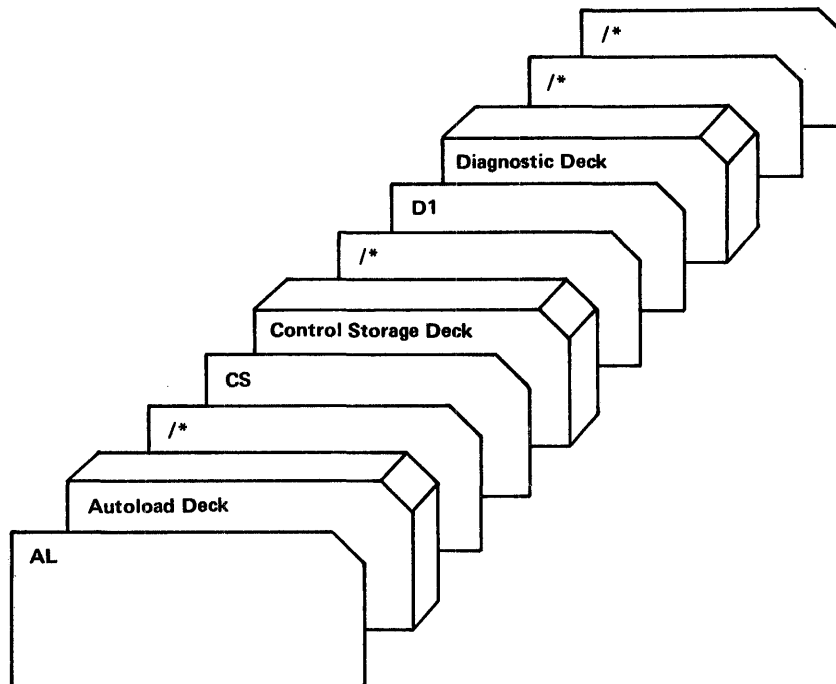 /*
/*
Diagnostic Deck
D1
/*
Control Storage Deck
CS
/*
Autoload Deck
AL